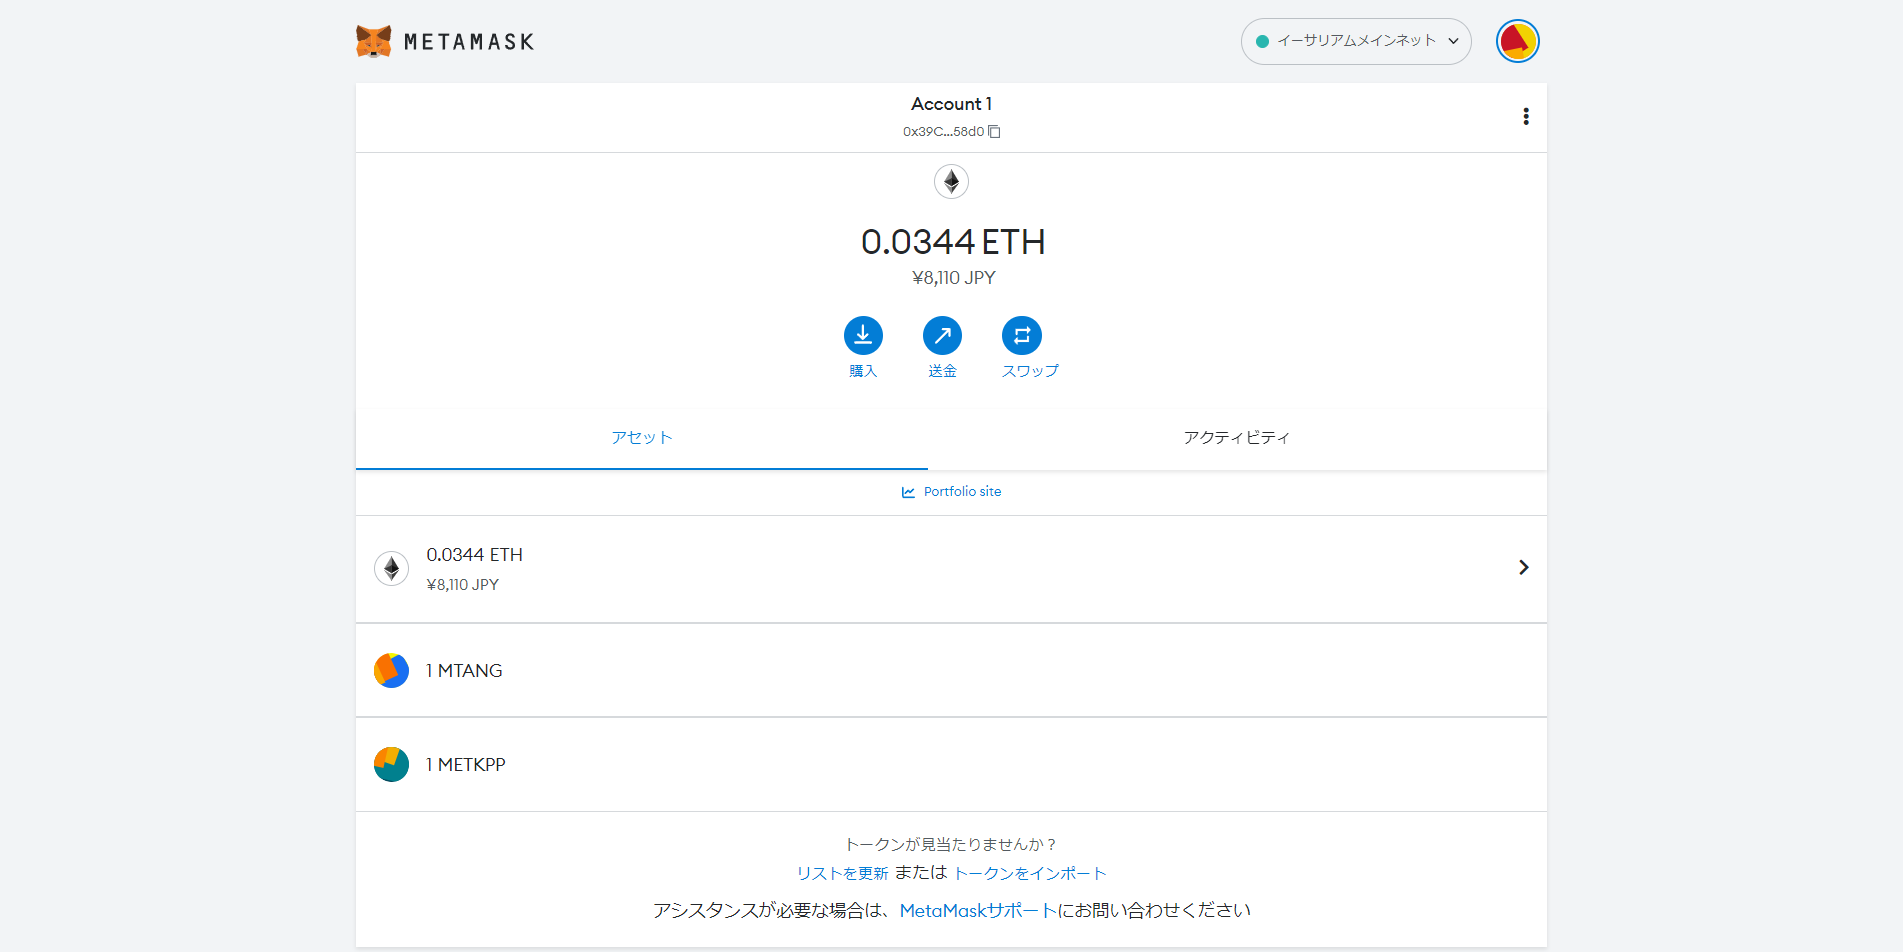 METAMASK
イーサリアムメインネット
Account 1
0x39C...58d0
0.0344 ETH
¥8,110 JPY
購入
送金
スワップ
アセット
アクティビティ
Portfolio site
0.0344 ETH
¥8,110 JPY
1 MTANG
1 METKPP
トークンが見当たりませんか？
リストを更新 または トークンをインポート
アシスタンスが必要な場合は、MetaMaskサポートにお問い合わせください